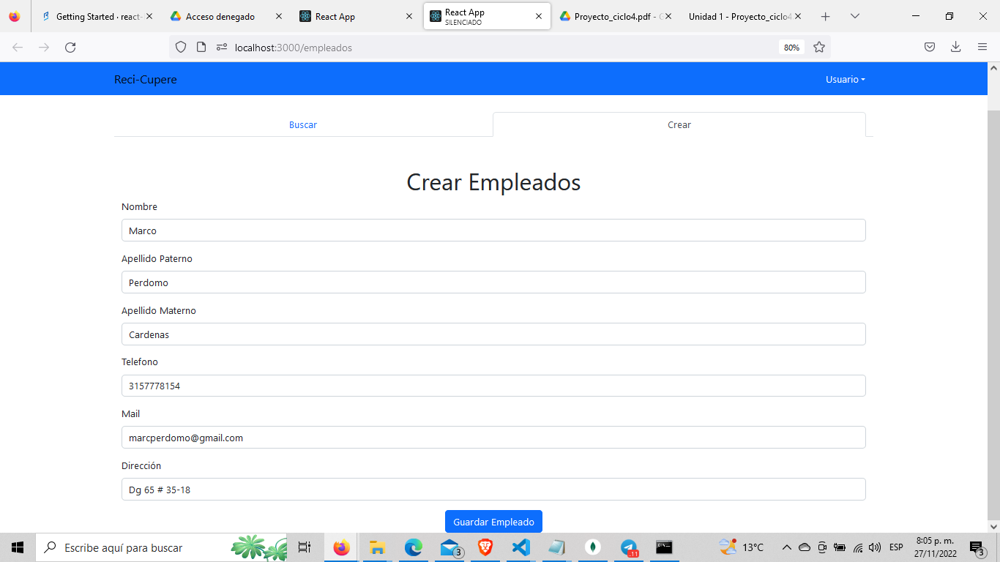 Getting Started · react-
Acceso denegado
React App
React App
SILENCIADO
Proyecto_ciclo4.pdf - 
Unidad 1 - Proyecto_ciclo4
localhost:3000/empleados
80%
Reci-Cupere
Usuario
Buscar
Crear
Crear Empleados
Nombre
Marco
Apellido Paterno
Perdomo
Apellido Materno
Cardenas
Telefono
3157778154
Mail
marcperdomo@gmail.com
Dirección
Dg 65 # 35-18
Guardar Empleado
Escribe aquí para buscar
3
11
13°C
ESP
8:05 p. m.
27/11/2022
3